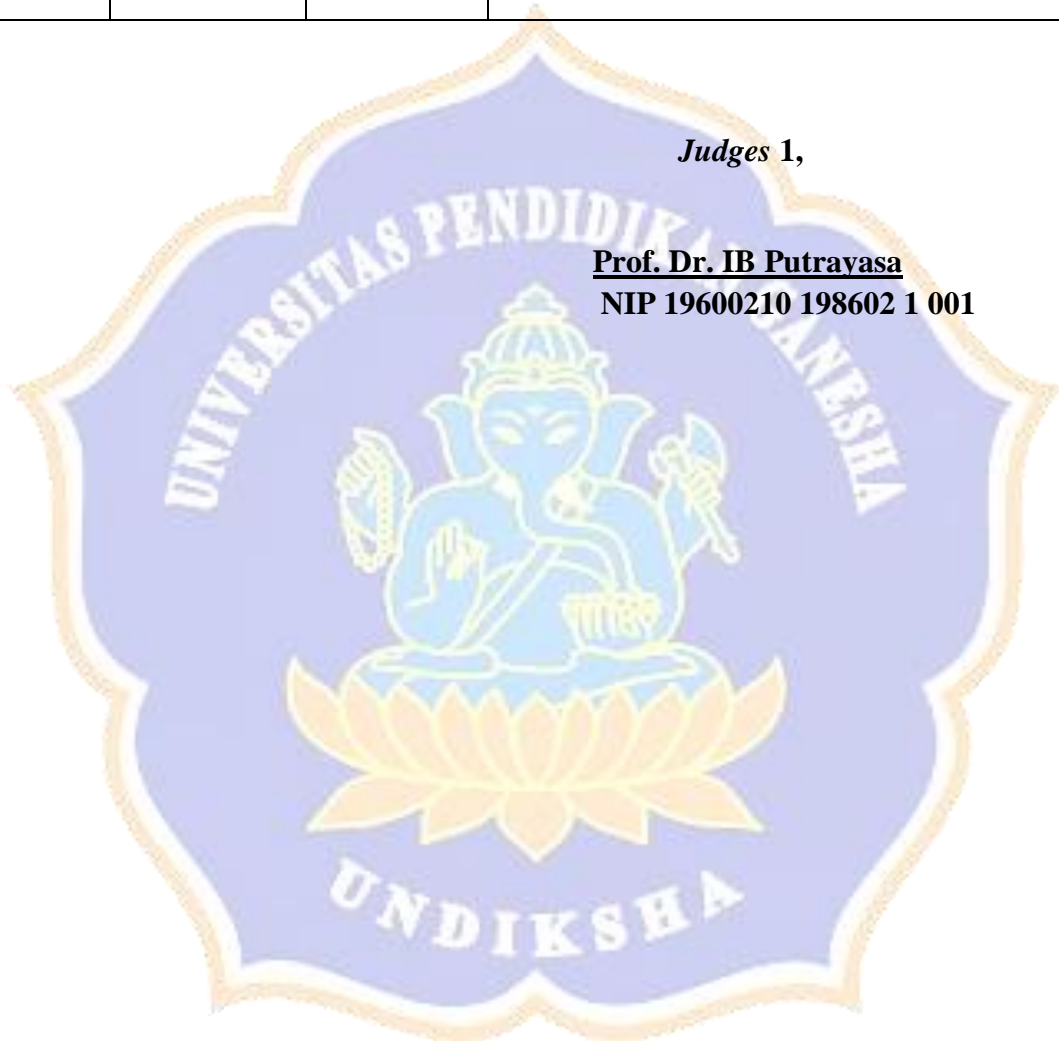 Judges 1,
Prof. Dr. IB Putrayasa
NIP 19600210 198602 1 001
UNIVERSITAS PENDIDIKAN GANESHA
UNDIKSHA